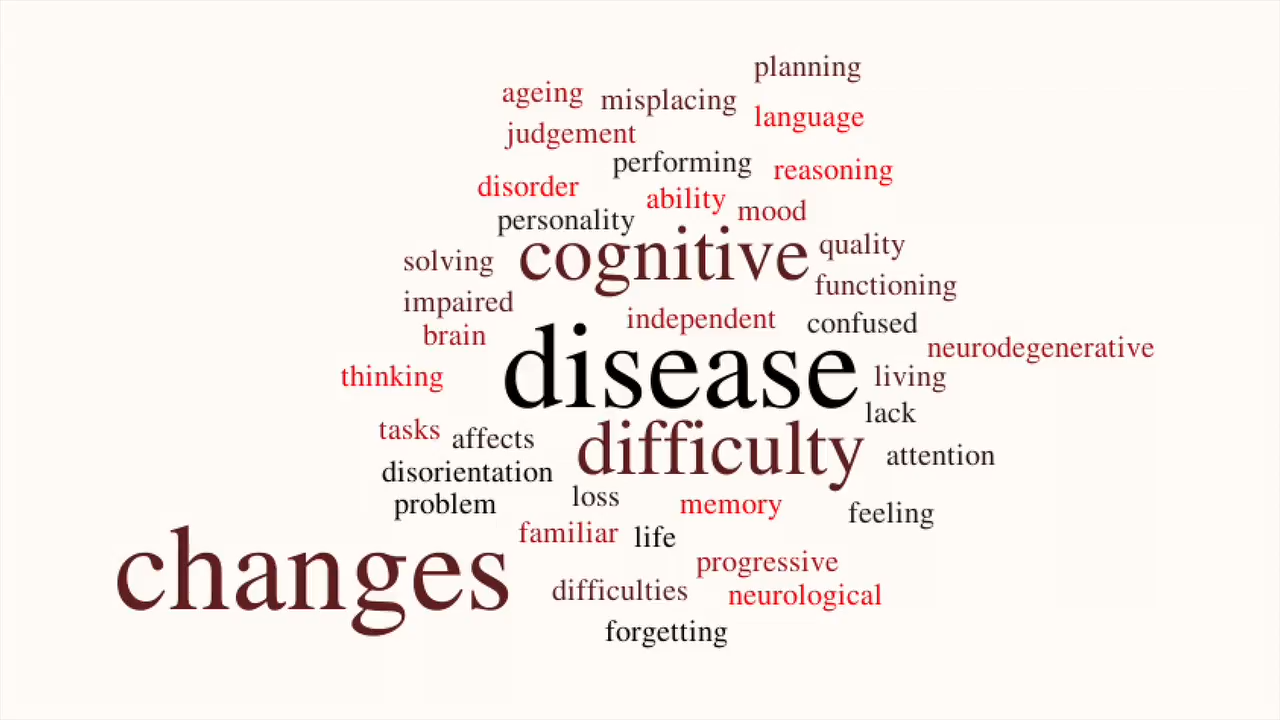 planning
ageing misplacing
language
judgement
performing reasoning
disorder ability mood
personality
cognitive quality
solving functioning
impaired independent confused
brain neurodegenerative
disease living
thinking
lack
tasks affects difficulty attention
disorientation
problem loss memory feeling
familiar life
changes progressive
difficulties neurological
forgetting